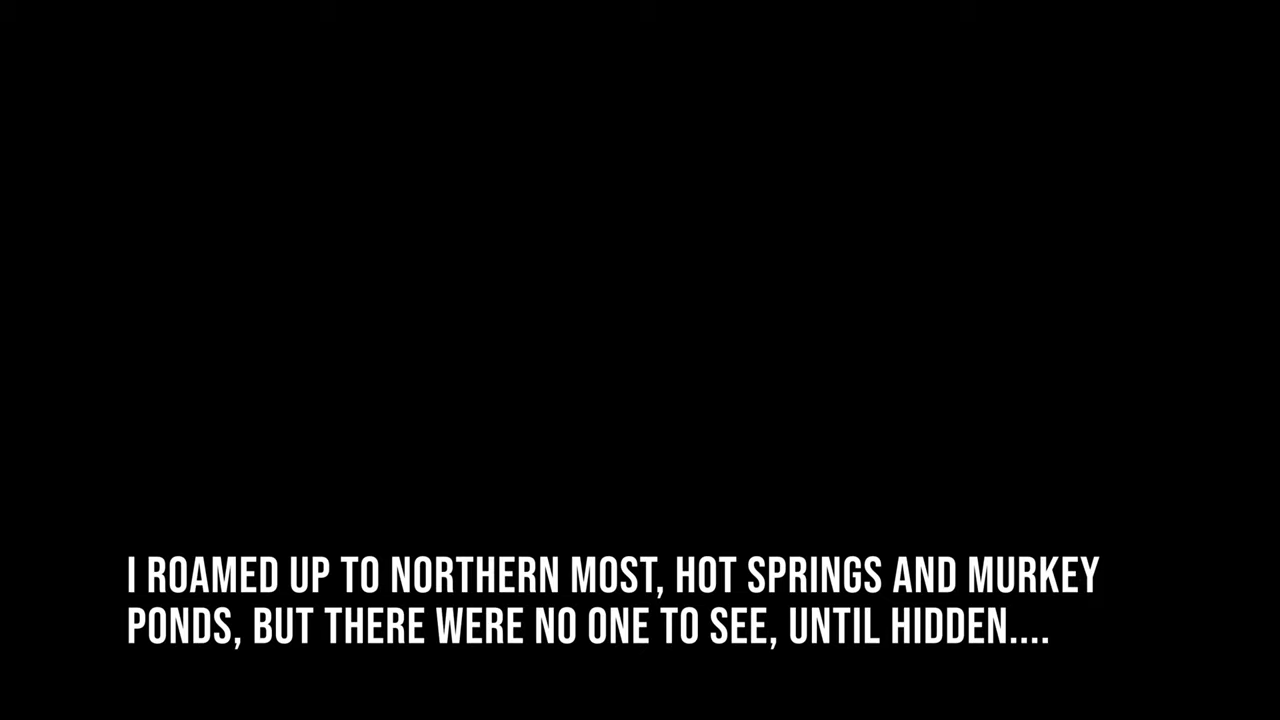 I ROAMED UP TO NORTHERN MOST, HOT SPRINGS AND MURKEY
PONDS, BUT THERE WERE NO ONE TO SEE, UNTIL HIDDEN....